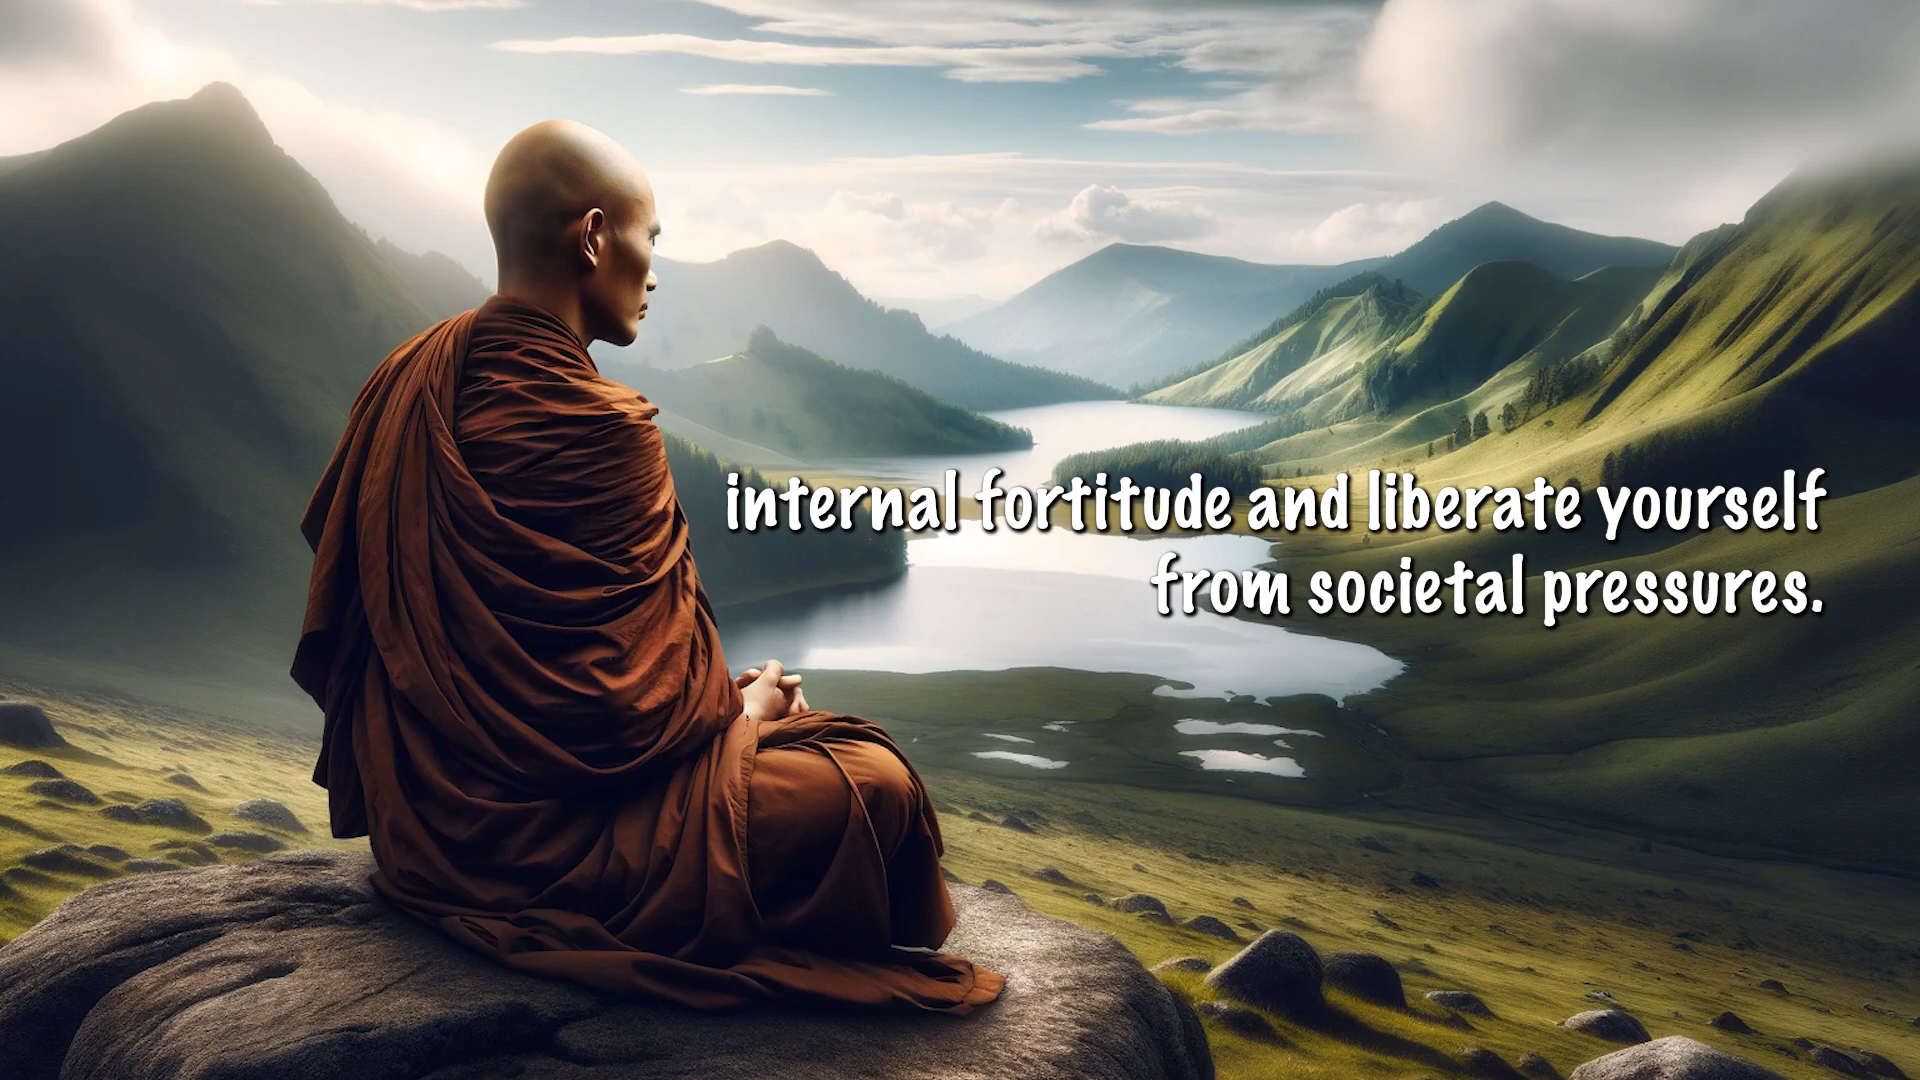 internal fortitude and liberate yourself
from societal pressures.